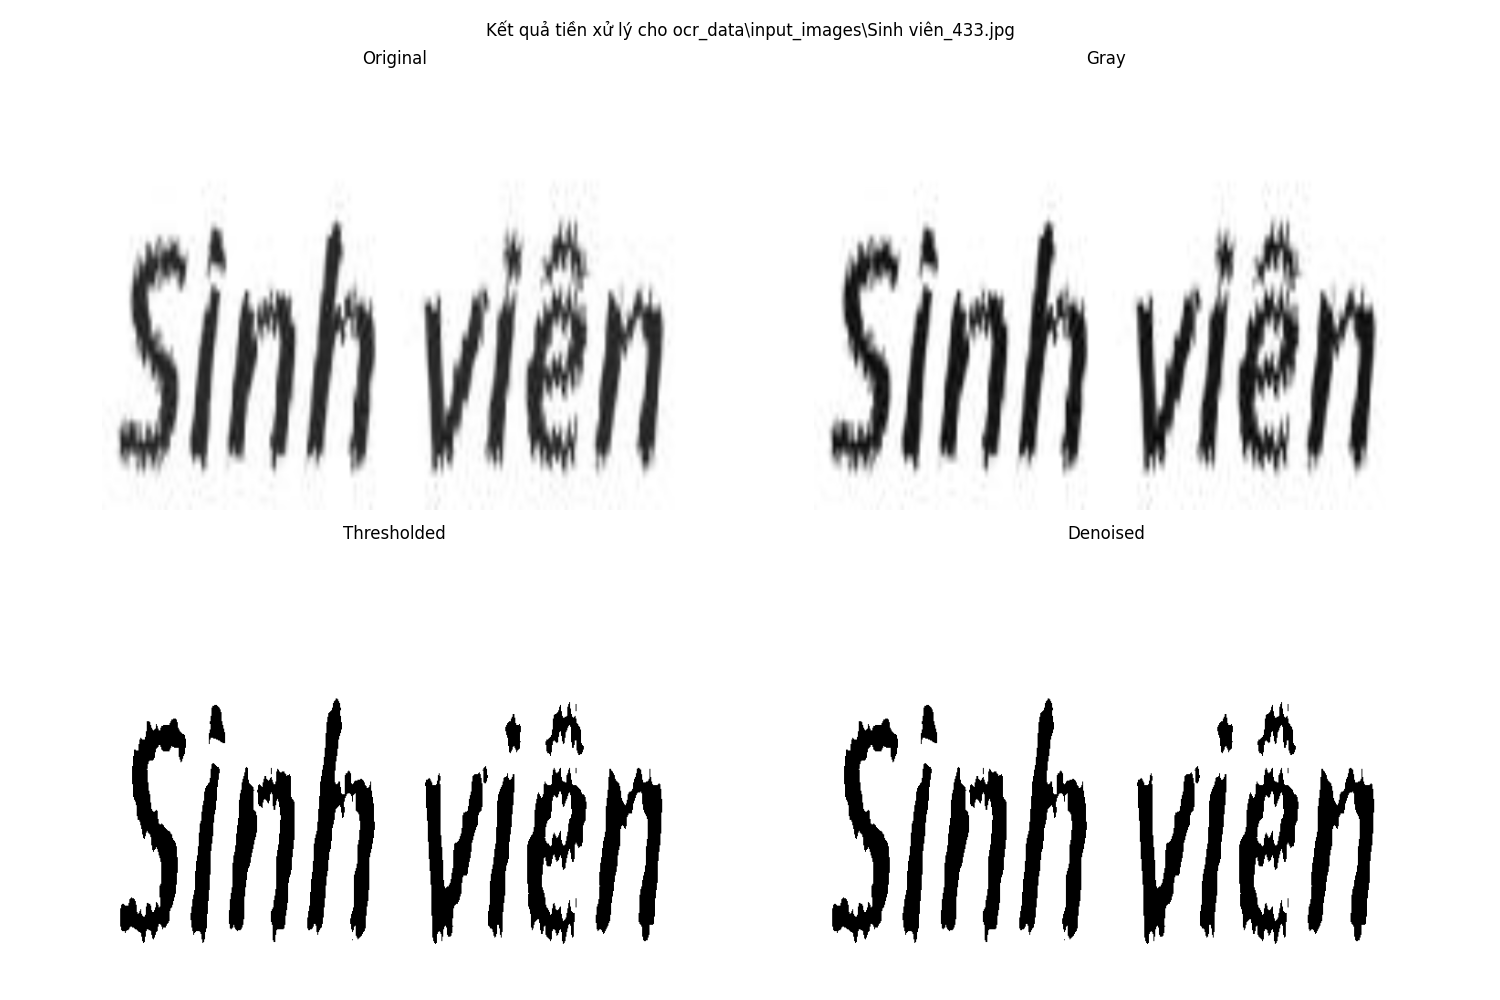 Kết quả tiền xử lý cho ocr_data\input_images\Sinh viên_433.jpg
Original
Gray
Sinh viên
Sinh viên
Thresholded
Denoised
Sinh viên
Sinh viên